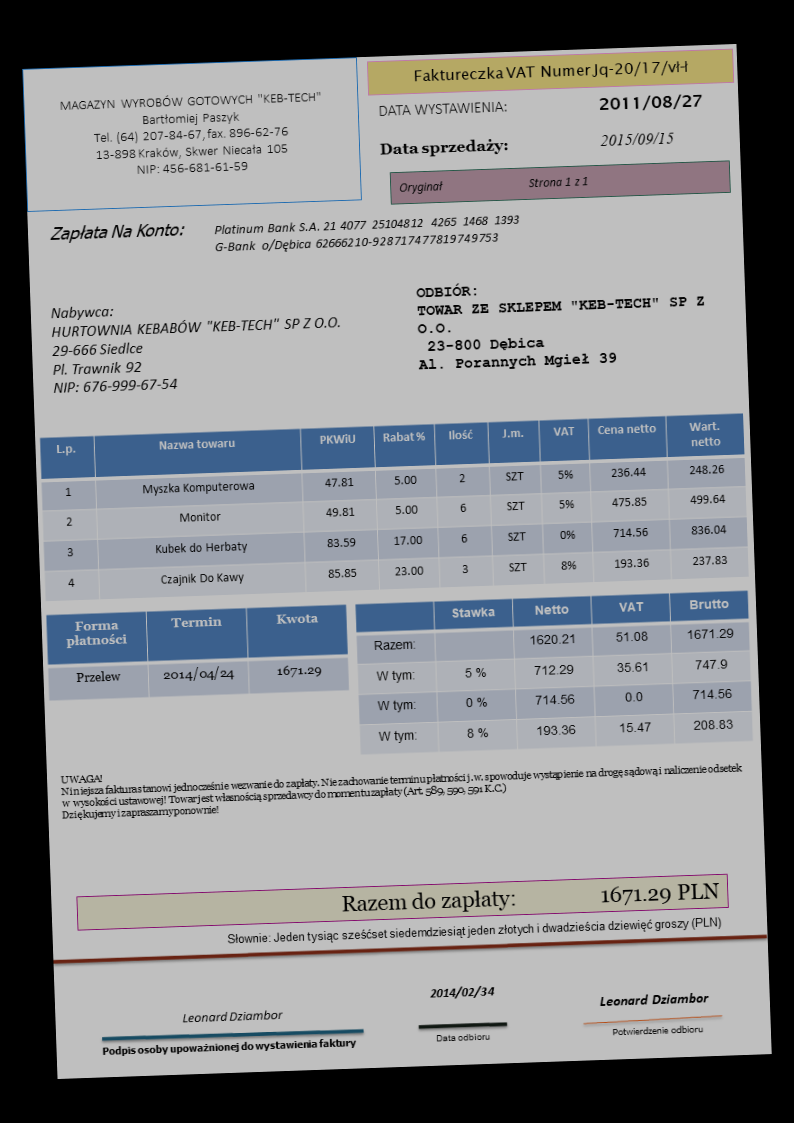 MAGAZYN WYROBÓW GOTOWYCH "KEB-TECH"
Bartłomiej Paszyk
Tel. (64) 207-84-67, fax. 896-62-76
13-898 Kraków, Skwer Niecała 105
NIP: 456-681-61-59
Faktureczka VAT Numer Jq-20/17/vł-ł
DATA WYSTAWIENIA: 2011/08/27
Data sprzedaży: 2015/09/15
Oryginał Strona 1 z 1
Zapłata Na Konto: Platinum Bank S.A. 21 4077 25104812 4265 1468 1393
G-Bank o/Dębica 62666210-928717477819749753
Nabywca:
HURTOWNIA KEBABÓW "KEB-TECH" SP Z O.O.
29-666 Siedlce
Pl. Trawnik 92
NIP: 676-999-67-54
ODBIÓR:
TOWAR ZE SKLEPEM "KEB-TECH" SP Z
O.O.
23-800 Dębica
Al. Porannych Mgieł 39
L.p. Nazwa towaru PKWiU Rabat % Ilość J.m. VAT Cena netto Wart. netto
1 Myszka Komputerowa 47.81 5.00 2 SZT 5% 236.44 248.26
2 Monitor 49.81 5.00 6 SZT 5% 475.85 499.64
3 Kubek do Herbaty 83.59 17.00 6 SZT 0% 714.56 836.04
4 Czajnik Do Kawy 85.85 23.00 3 SZT 8% 193.36 237.83
Forma płatności Termin Kwota
Przelew 2014/04/24 1671.29
Stawka Netto VAT Brutto
Razem: 1620.21 51.08 1671.29
W tym: 5 % 712.29 35.61 747.9
W tym: 0 % 714.56 0.0 714.56
W tym: 8 % 193.36 15.47 208.83
UWAGA!
Niniejsza faktura stanowi jednocześnie wezwanie do zapłaty. Nie zachowanie terminu płatności j.w. spowoduje wystąpienie na drogę sądową i naliczenie odsetek
w wysokości ustawowej! Towar jest własnością sprzedawcy do momentu zapłaty (Art. 589, 590, 591 K.C.)
Dziękujemy i zapraszamy ponownie!
Razem do zapłaty: 1671.29 PLN
Słownie: Jeden tysiąc sześćset siedemdziesiąt jeden złotych i dwadzieścia dziewięć groszy (PLN)
Leonard Dziambor
Podpis osoby upoważnionej do wystawienia faktury
2014/02/34
Data odbioru
Leonard Dziambor
Potwierdzenie odbioru